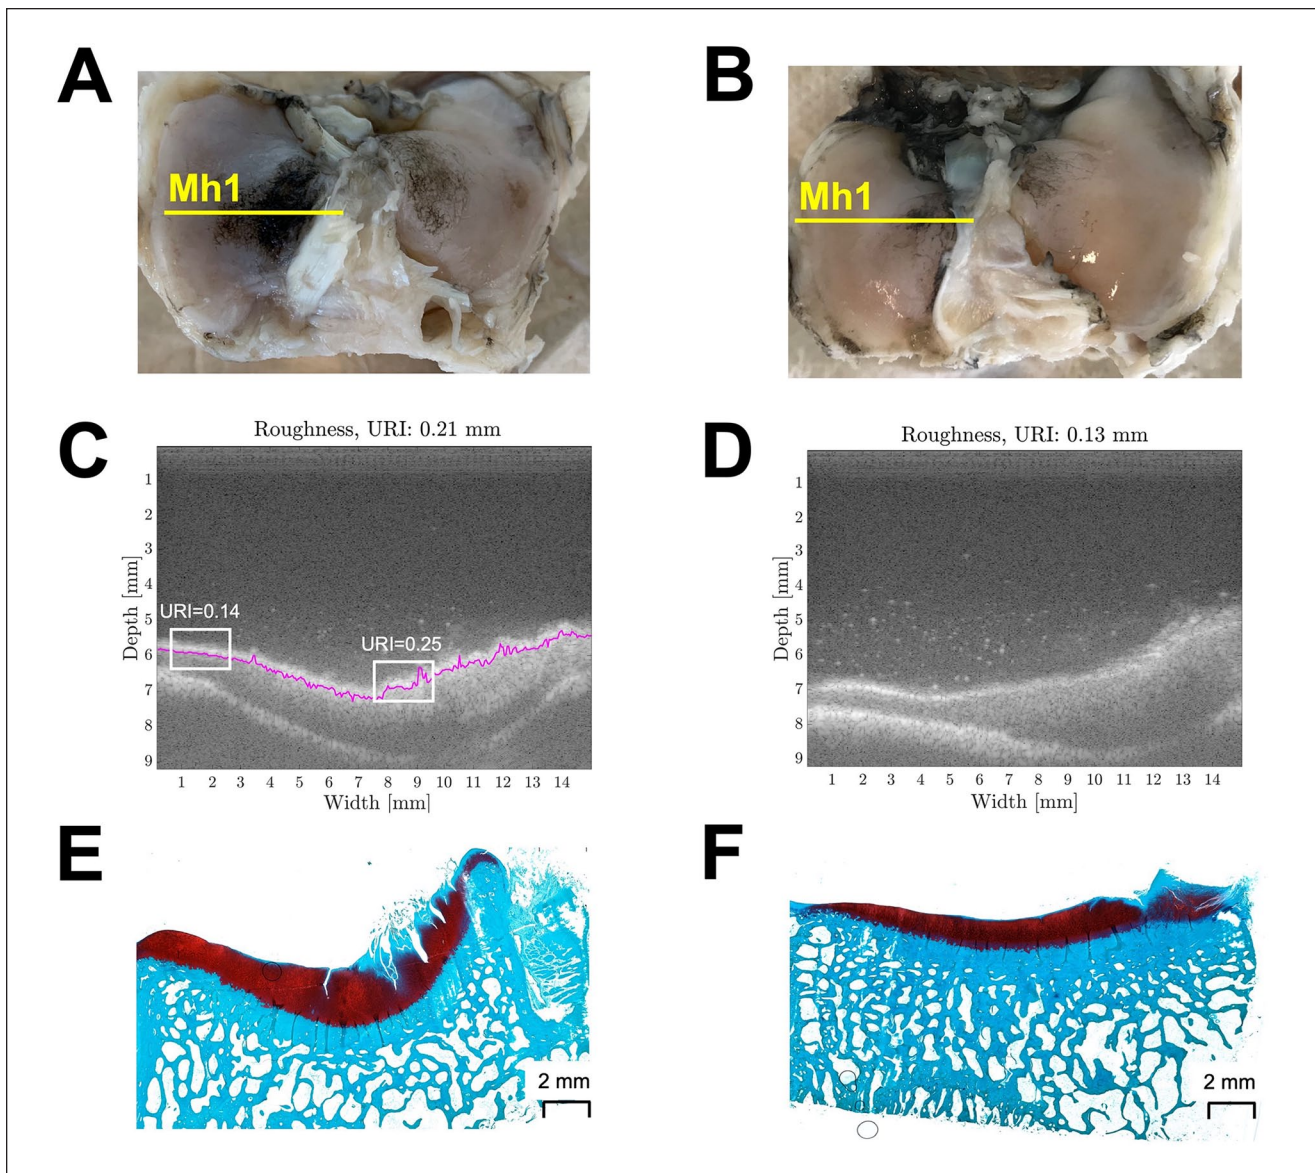 A
B
Mh1
Mh1
C
Roughness, URI: 0.21 mm
D
Roughness, URI: 0.13 mm
Depth [mm]
1
2
3
4
5
6
7
8
9
URI=0.14
URI=0.25
1 2 3 4 5 6 7 8 9 10 11 12 13 14
Width [mm]
Depth [mm]
1
2
3
4
5
6
7
8
9
1 2 3 4 5 6 7 8 9 10 11 12 13 14
Width [mm]
E
F
2 mm
2 mm